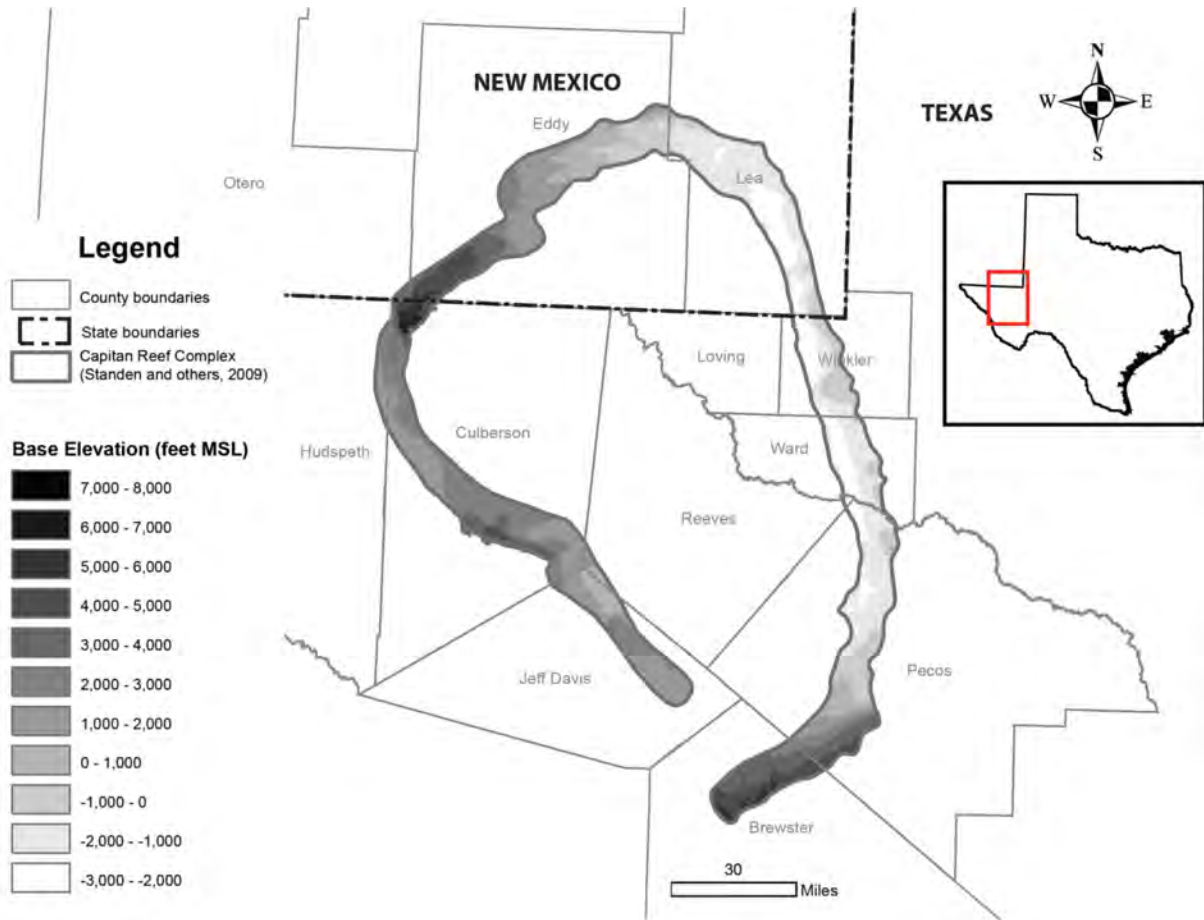 NEW MEXICO
TEXAS
N
W
E
S
Eddy
Lea
Otero
Legend
County boundaries
State boundaries
Capitan Reef Complex
(Standen and others, 2009)
Loving
Winkler
Culberson
Hudspeth
Ward
Reeves
Pecos
Jeff Davis
Brewster
Base Elevation (feet MSL)
7,000 - 8,000
6,000 - 7,000
5,000 - 6,000
4,000 - 5,000
3,000 - 4,000
2,000 - 3,000
1,000 - 2,000
0 - 1,000
-1,000 - 0
-2,000 - -1,000
-3,000 - -2,000
30
Miles